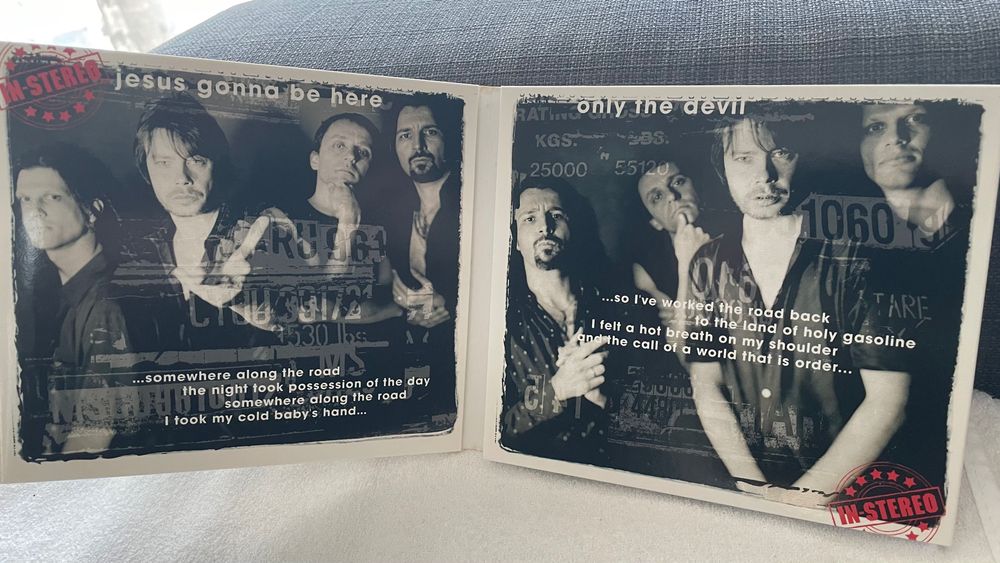 IN-STEREO
jesus gonna be here
...somewhere along the road
the night took possession of the day
somewhere along the road
I took my cold baby's hand...
only the devil
KGS. LBS.
25000 55120
1060
TARE
...so I've worked the road back
to the land of holy gasoline
I felt a hot breath on my shoulder
and the call of a world that is order...
IN-STEREO